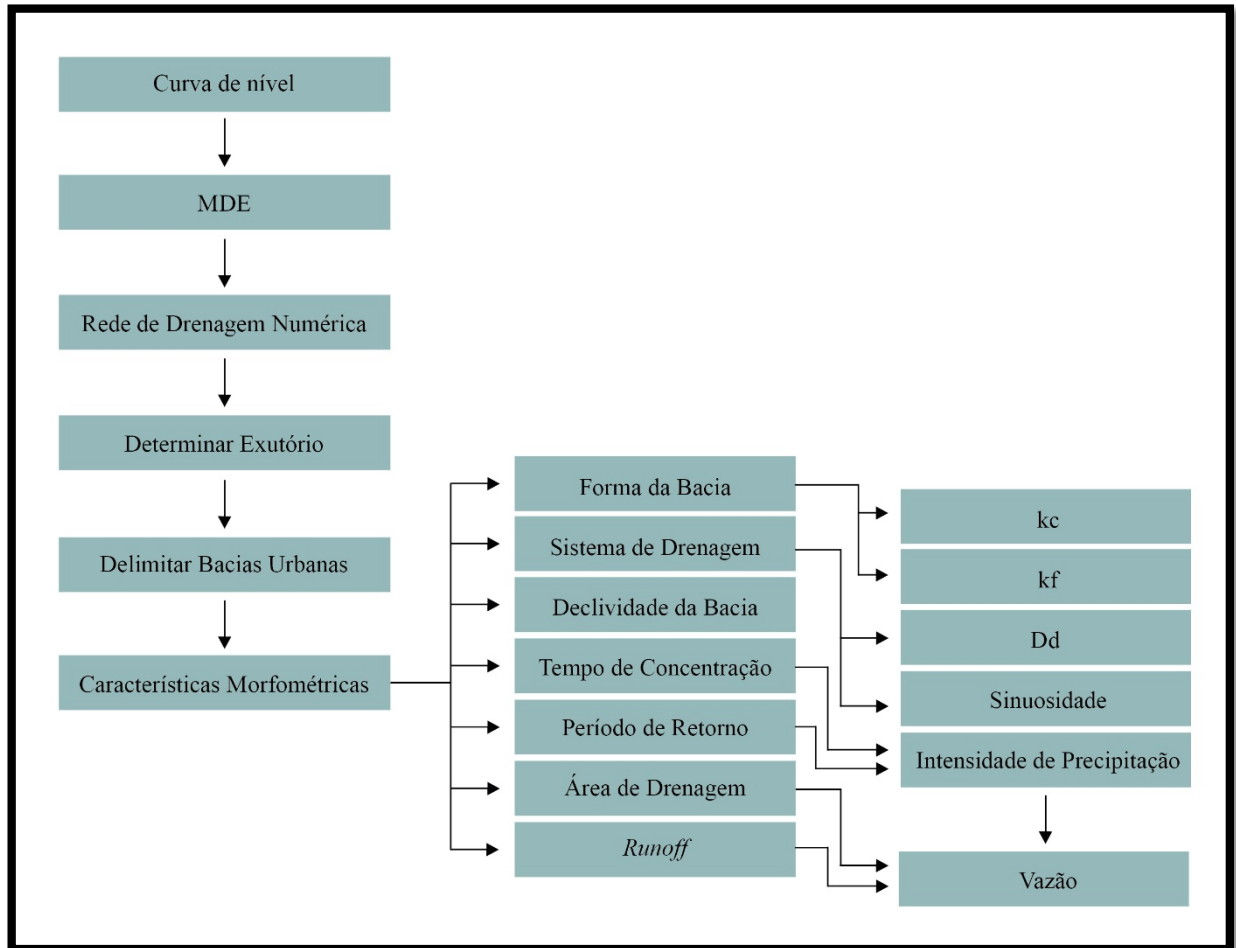 Curva de nível
MDE
Rede de Drenagem Numérica
Determinar Exutório
Delimitar Bacias Urbanas
Características Morfométricas
Forma da Bacia
Sistema de Drenagem
Declividade da Bacia
Tempo de Concentração
Período de Retorno
Área de Drenagem
Runoff
kc
kf
Dd
Sinuosidade
Intensidade de Precipitação
Vazão